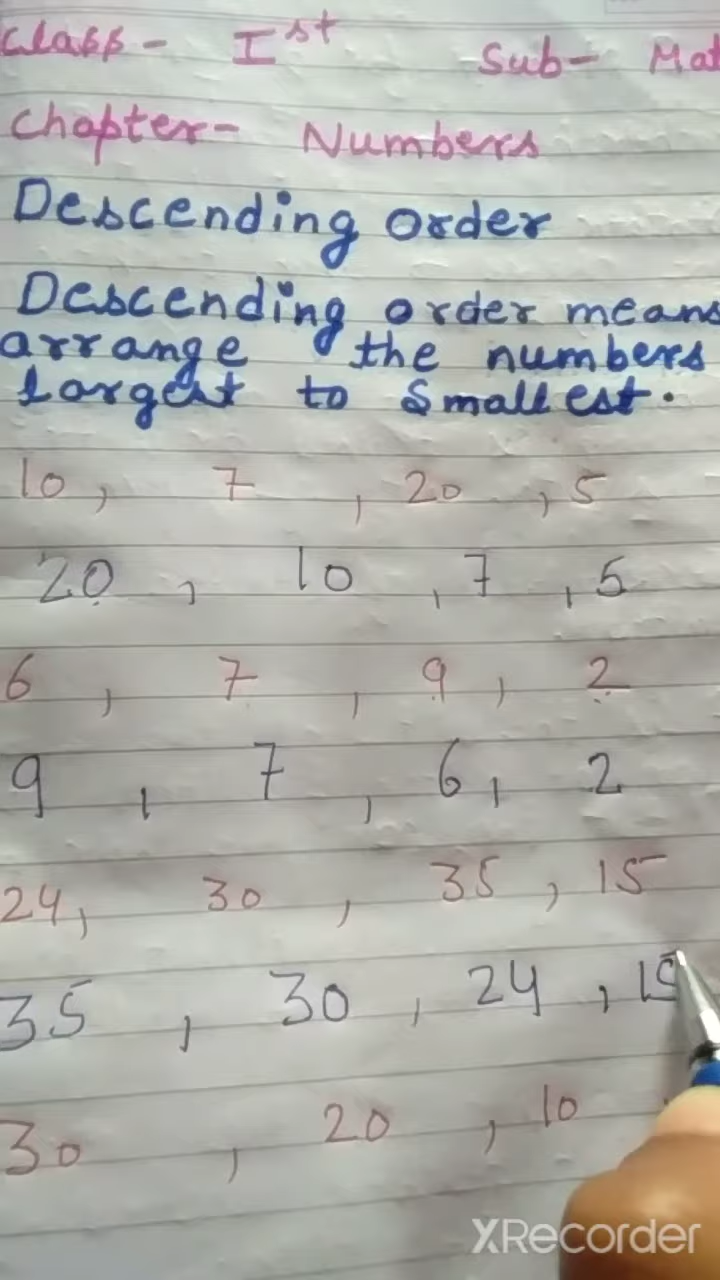 Class- Ist Sub- Mat
Chapter- Numbers
Descending order
Descending order means
arrange the numbers
largest to smallest.
10, 7, 20, 5
20, 10, 7, 5
6, 7, 9, 2
9, 7, 6, 2
24, 30, 35, 15
35, 30, 24, 15
30, 20, 10
XRecorder